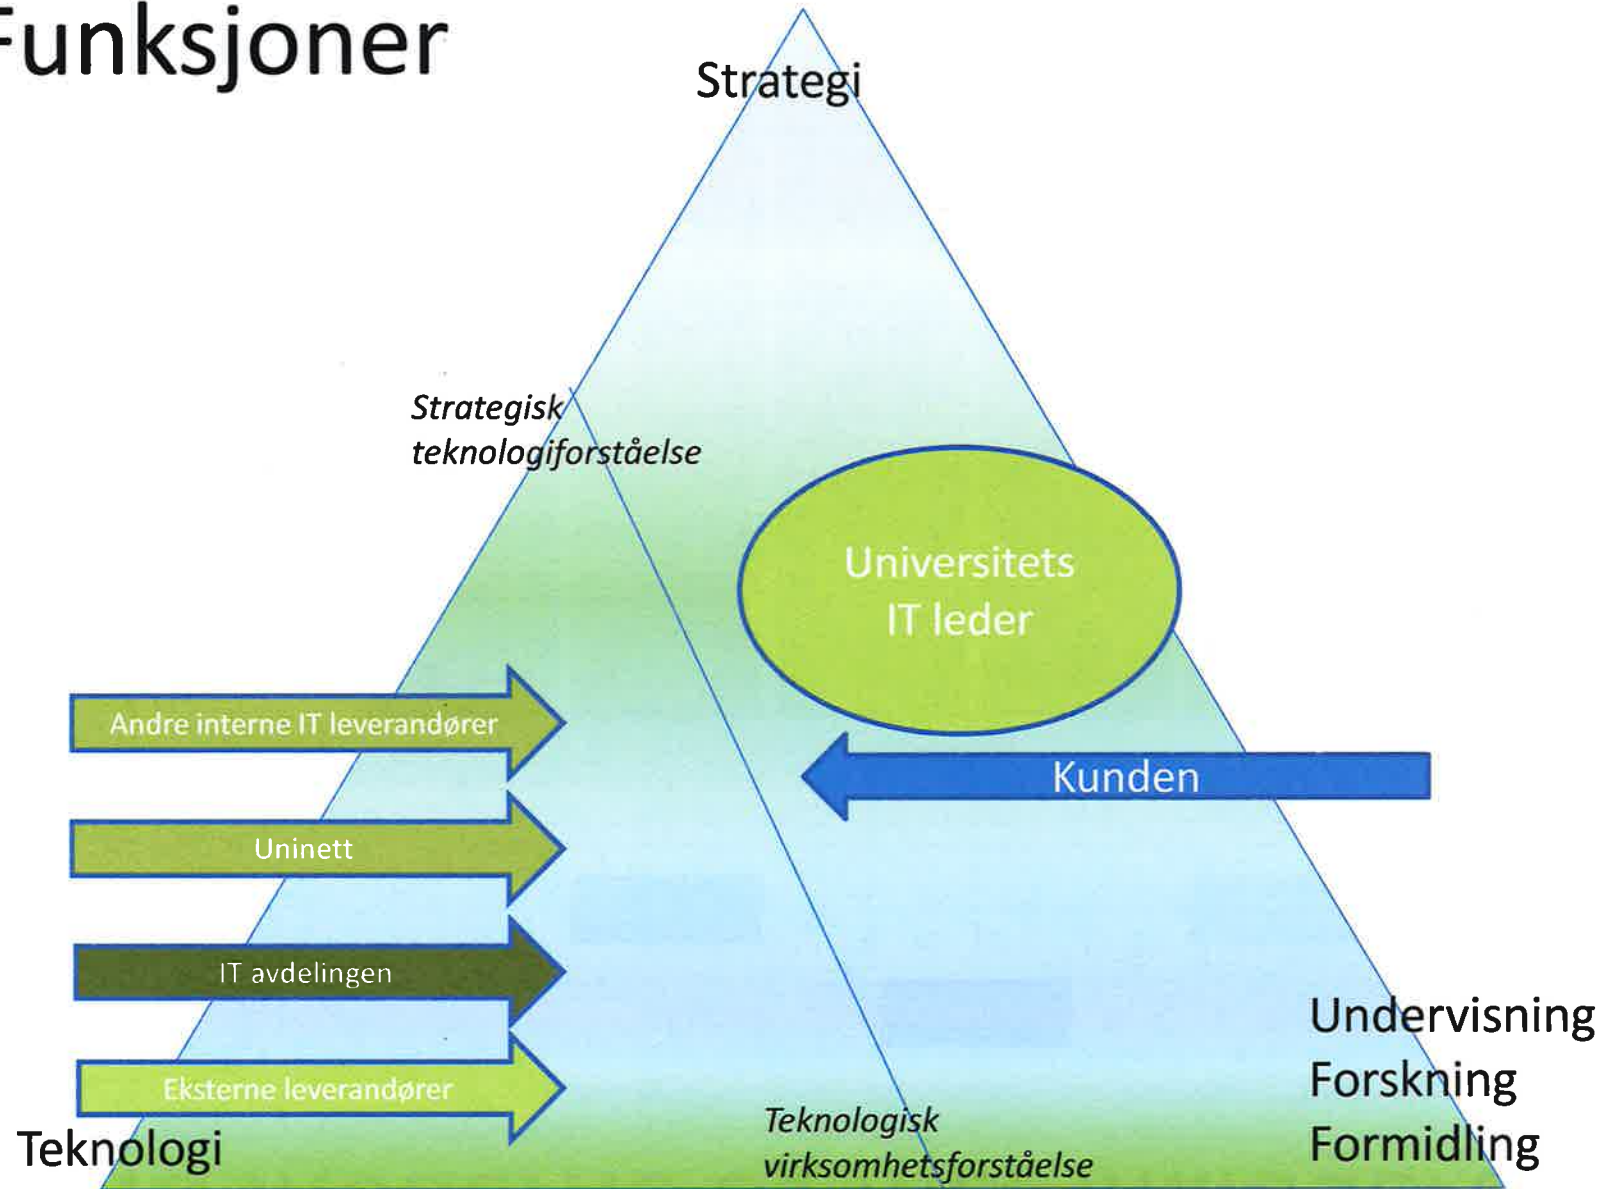 Funksjoner
Strategi
Strategisk
teknologiforståelse
Universitets
IT leder
Andre interne IT leverandører
Kunden
Uninett
IT avdelingen
Eksterne leverandører
Undervisning
Forskning
Formidling
Teknologisk
virksomhetsforståelse
Teknologi